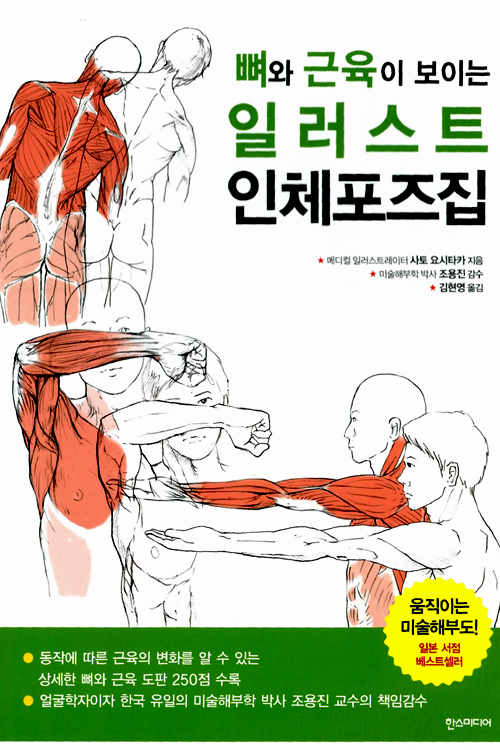 뼈와 근육이 보이는
일러스트
인체포즈집
★ 메디컬 일러스트레이터 사토 요시타카 지음
★ 미술해부학 박사 조용진 감수
★ 김현영 옮김
움직이는
미술해부도!
일본 서점
베스트셀러
● 동작에 따른 근육의 변화를 알 수 있는
상세한 뼈와 근육 도판 250점 수록
● 얼굴학자이자 한국 유일의 미술해부학 박사 조용진 교수의 책임감수
한스미디어